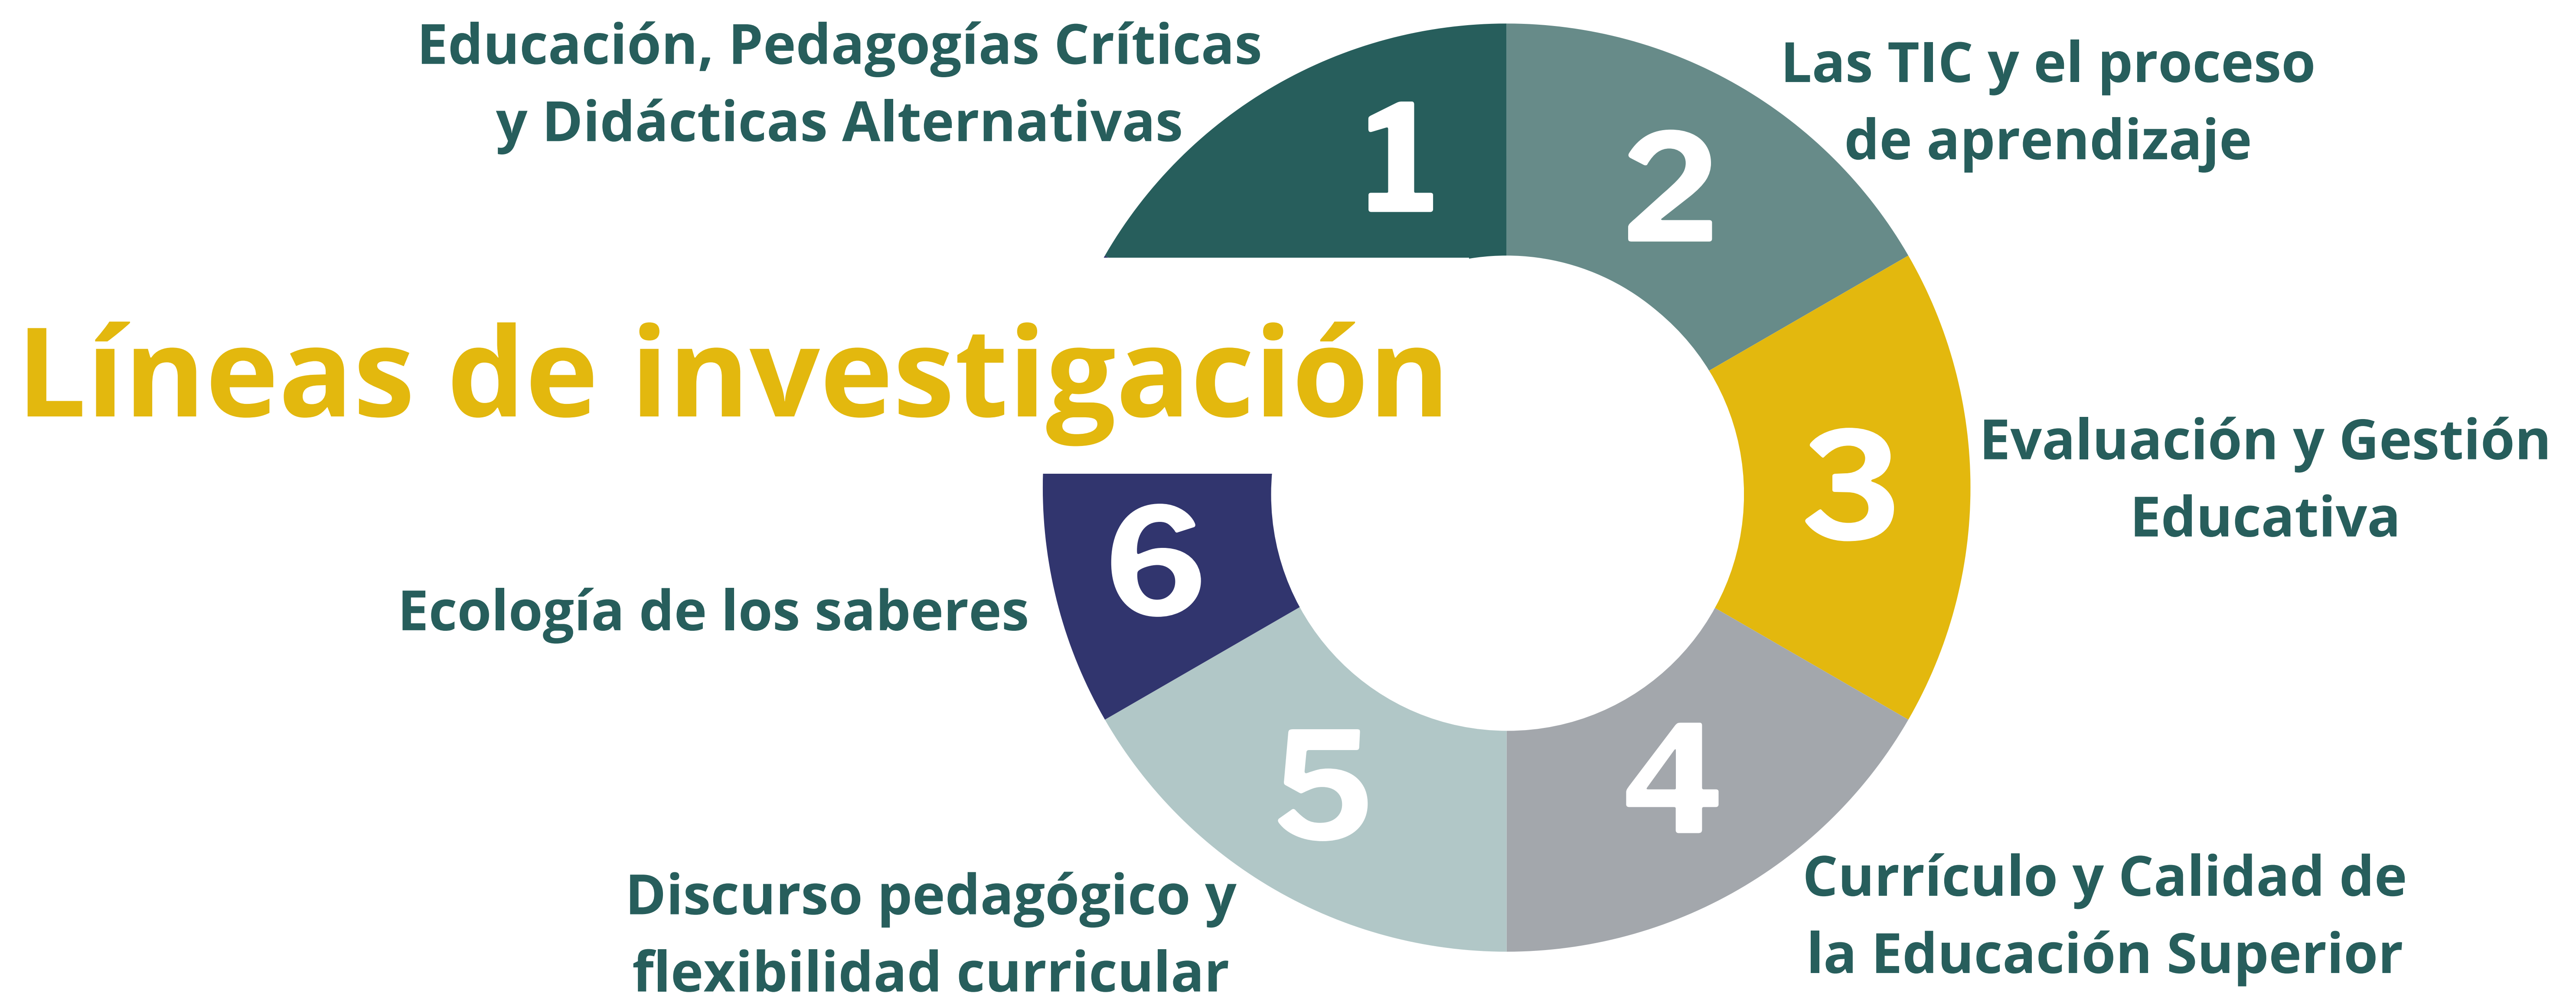 Líneas de investigación
1
Educación, Pedagogías Críticas
y Didácticas Alternativas
2
Las TIC y el proceso
de aprendizaje
3
Evaluación y Gestión
Educativa
4
Currículo y Calidad de
la Educación Superior
5
Discurso pedagógico y
flexibilidad curricular
6
Ecología de los saberes